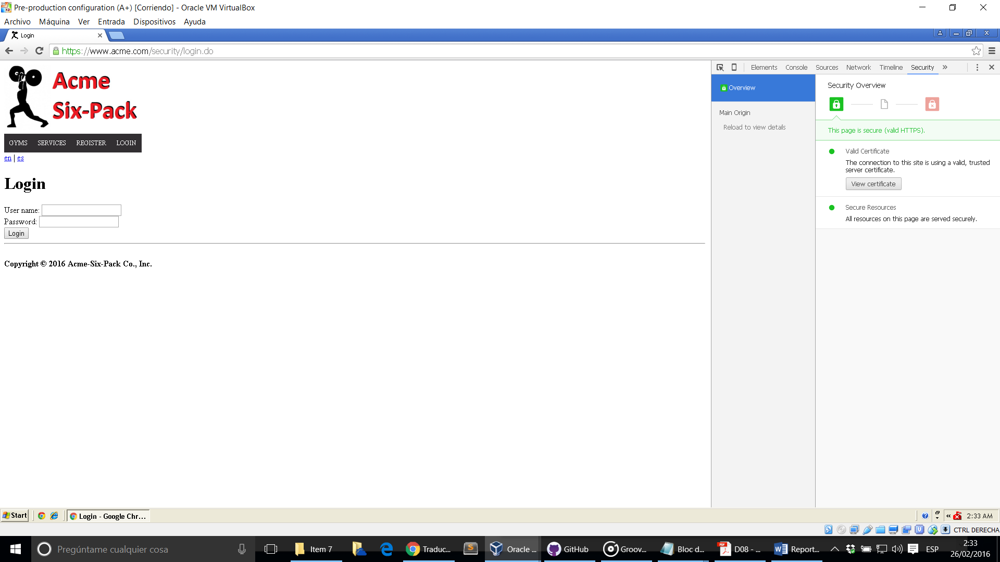 Pre-production configuration (A+) [Corriendo] - Oracle VM VirtualBox
Archivo Máquina Ver Entrada Dispositivos Ayuda
Login
https://www.acme.com/security/login.do
Acme
Six-Pack
GYMS SERVICES REGISTER LOGIN
en | es
Login
User name:
Password:
Login
Copyright © 2016 Acme-Six-Pack Co., Inc.
Elements Console Sources Network Timeline Security »
Overview
Main Origin
Reload to view details
Security Overview
This page is secure (valid HTTPS).
Valid Certificate
The connection to this site is using a valid, trusted
server certificate.
View certificate
Secure Resources
All resources on this page are served securely.
Start
Login - Google Chr...
« 2:33 AM
CTRL DERECHA
Pregúntame cualquier cosa
Item 7
Traduc...
Oracle ...
GitHub
Groov...
Bloc d...
D08 - ...
Report...
ESP
2:33
26/02/2016